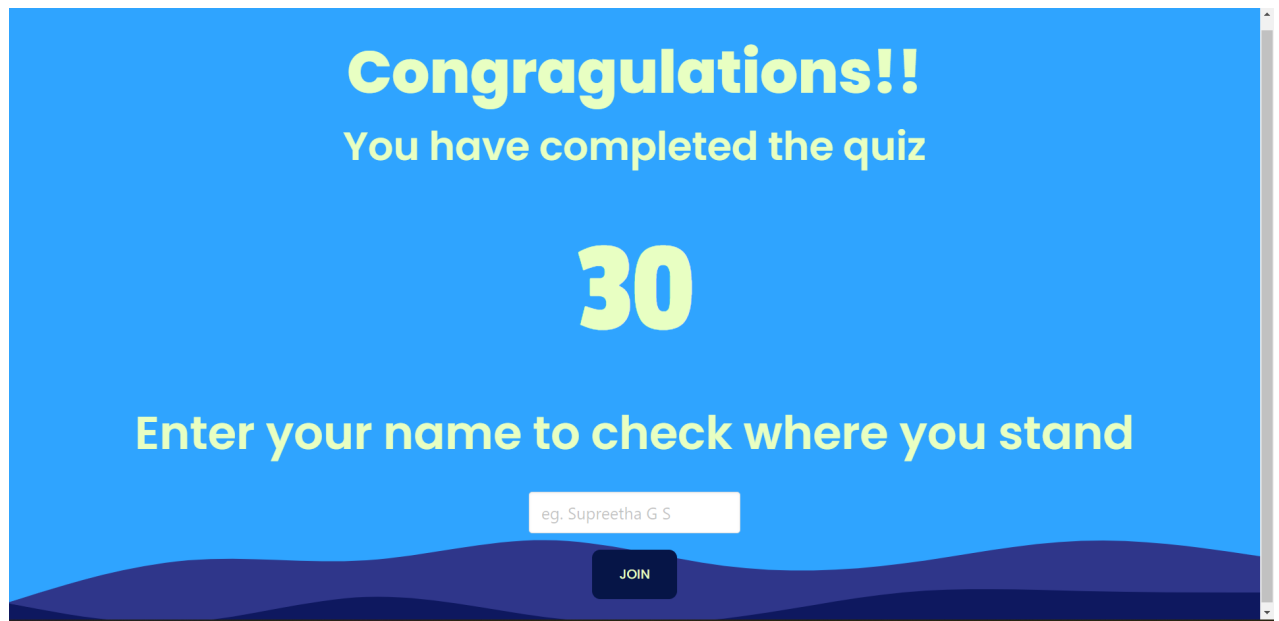 Congragulations!!
You have completed the quiz
30
Enter your name to check where you stand
eg. Supreetha G S
JOIN